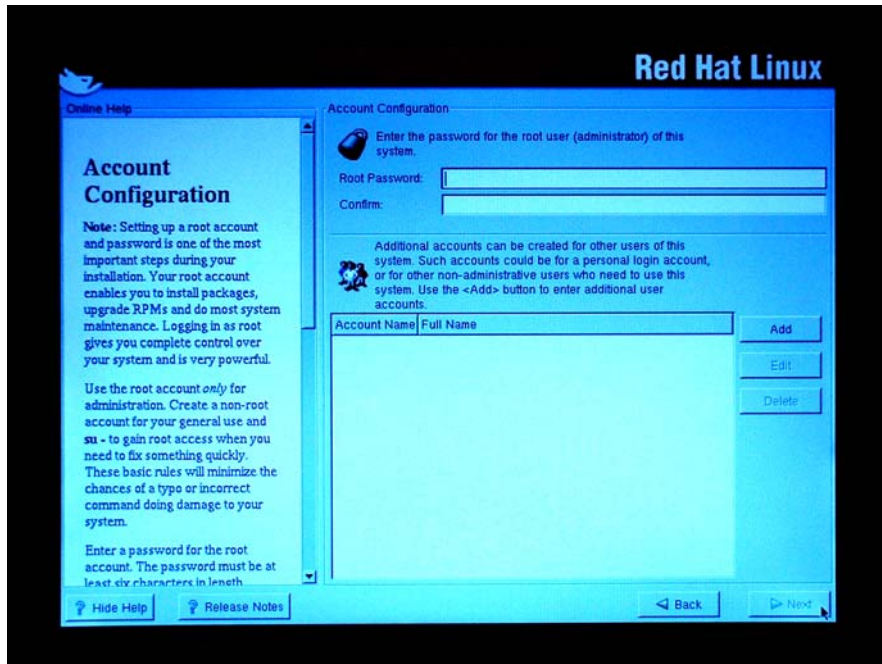 Red Hat Linux
Online Help
Account
Configuration
Note: Setting up a root account
and password is one of the most
important steps during your
installation. Your root account
enables you to install packages,
upgrade RPMs and do most system
maintenance. Logging in as root
gives you complete control over
your system and is very powerful.
Use the root account only for
administration. Create a non-root
account for your general use and
su - to gain root access when you
need to fix something quickly.
These basic rules will minimize the
chances of a typo or incorrect
command doing damage to your
system.
Enter a password for the root
account. The password must be at
least six characters in length
Account Configuration
Enter the password for the root user (administrator) of this
system.
Root Password:
Confirm:
Additional accounts can be created for other users of this
system. Such accounts could be for a personal login account,
or for other non-administrative users who need to use this
system. Use the <Add> button to enter additional user
accounts.
Account Name Full Name
Add
Edit
Delete
Hide Help
Release Notes
Back
Next